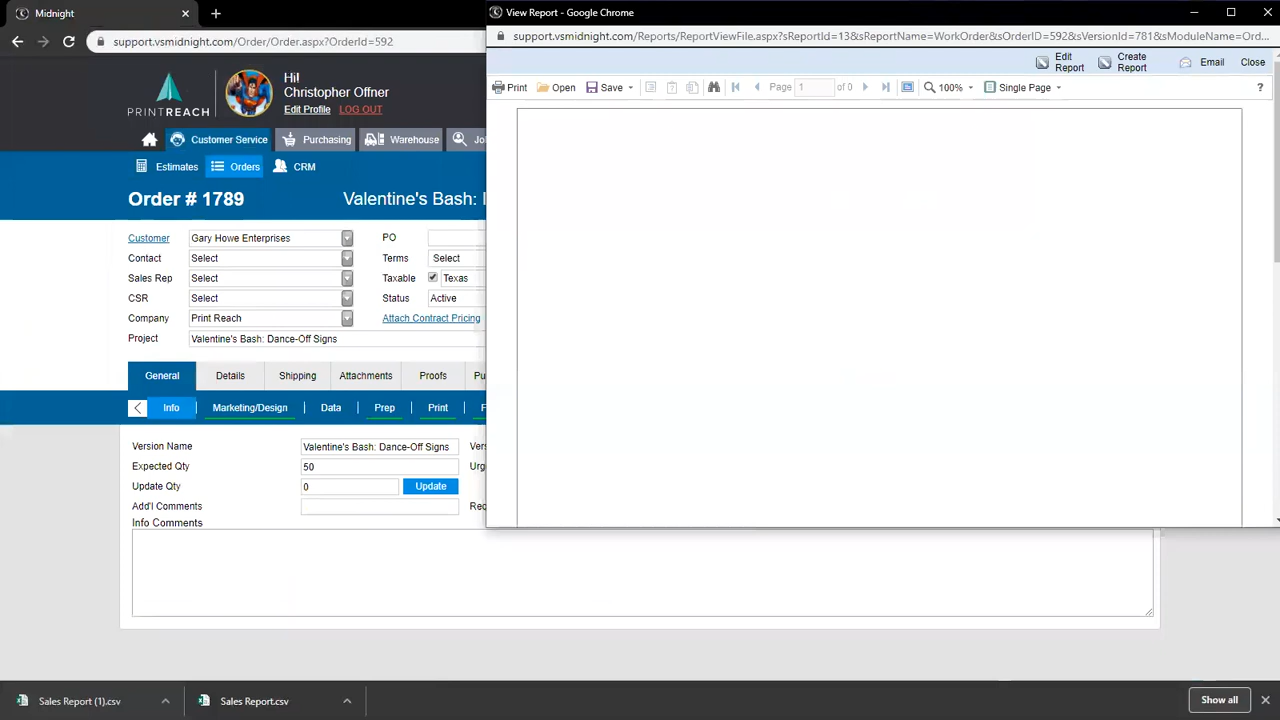 Midnight
View Report - Google Chrome
support.vsmidnight.com/Order/Order.aspx?OrderId=592
support.vsmidnight.com/Reports/ReportViewFile.aspx?sReportId=13&sReportName=WorkOrder&sOrderID=592&sVersionId=781&sModuleName=Ord...
Edit Report
Create Report
Email
Close
Print
Open
Save
Page
1
of 0
100%
Single Page
?
PRINTREACH
Hi!
Christopher Offner
Edit Profile
LOG OUT
Customer Service
Purchasing
Warehouse
Jo
Estimates
Orders
CRM
Order # 1789
Valentine's Bash:
Customer
Gary Howe Enterprises
PO
Contact
Select
Terms
Select
Sales Rep
Select
Taxable
Texas
CSR
Select
Status
Active
Company
Print Reach
Attach Contract Pricing
Project
Valentine's Bash: Dance-Off Signs
General
Details
Shipping
Attachments
Proofs
Pu
Info
Marketing/Design
Data
Prep
Print
F
Version Name
Valentine's Bash: Dance-Off Signs
Vers
Expected Qty
50
Urg
Update Qty
0
Update
Add'l Comments
Rec
Info Comments
Sales Report (1).csv
Sales Report.csv
Show all